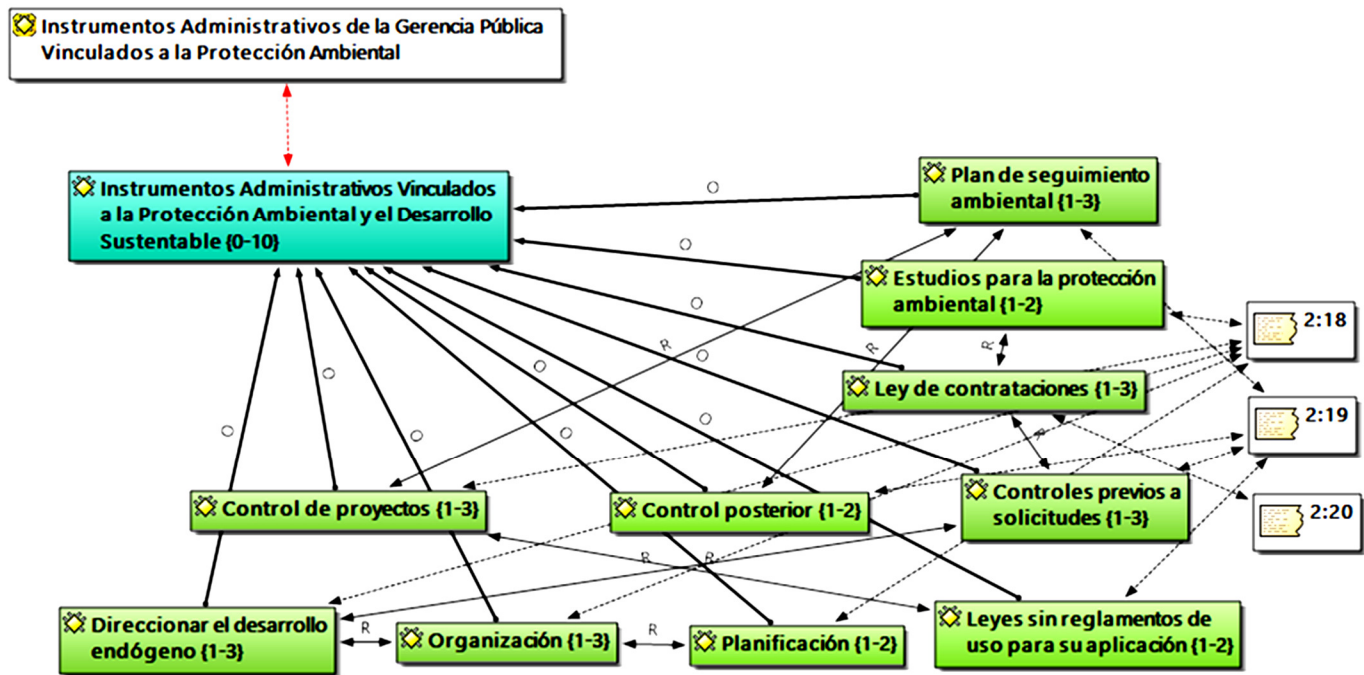 Instrumentos Administrativos de la Gerencia Pública
Vinculados a la Protección Ambiental
Instrumentos Administrativos Vinculados
a la Protección Ambiental y el Desarrollo
Sustentable {0-10}
Plan de seguimiento
ambiental {1-3}
O
Estudios para la protección
ambiental {1-2}
O
2:18
O
R
O
R
R
Ley de contrataciones {1-3}
O
O
O
2:19
O
O
O
R
Control de proyectos {1-3}
Control posterior {1-2}
Controles previos a
solicitudes {1-3}
2:20
R
R
Direccionar el desarrollo
endógeno {1-3}
R
Organización {1-3}
R
Planificación {1-2}
Leyes sin reglamentos de
uso para su aplicación {1-2}